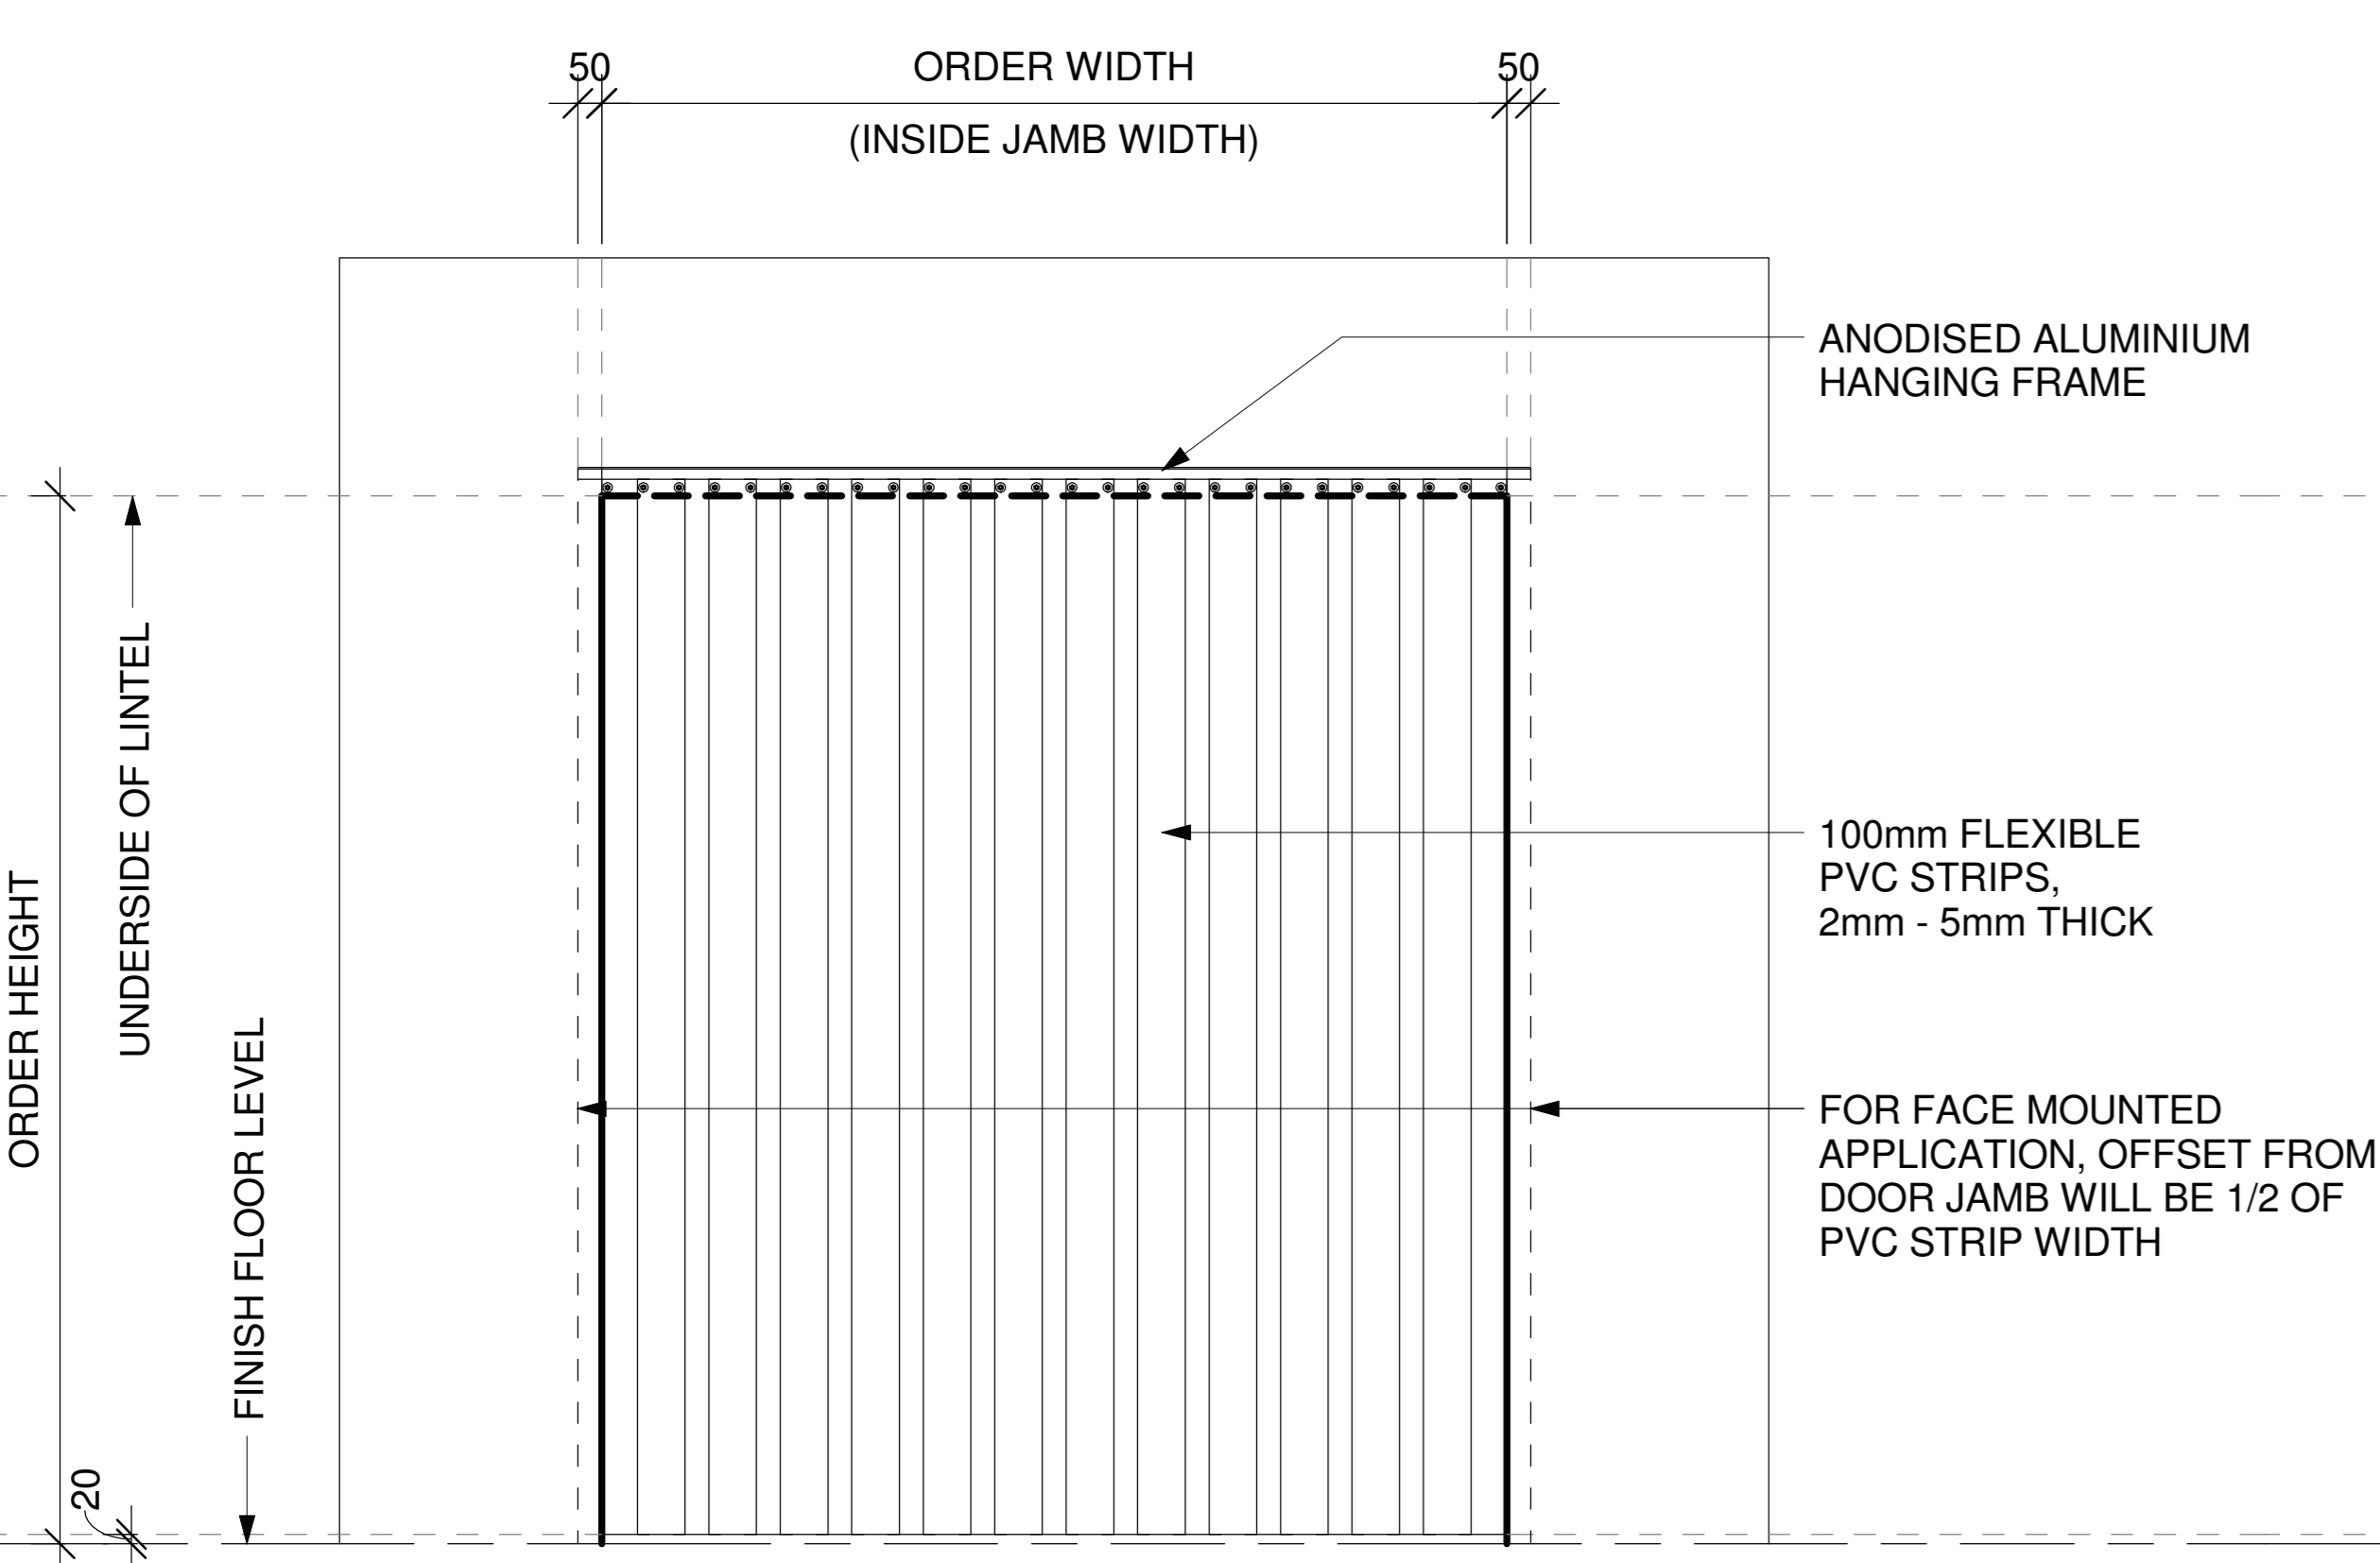 50
ORDER WIDTH
50
(INSIDE JAMB WIDTH)
ANODISED ALUMINIUM
HANGING FRAME
ORDER HEIGHT
UNDERSIDE OF LINTEL
FINISH FLOOR LEVEL
20
100mm FLEXIBLE
PVC STRIPS,
2mm - 5mm THICK
FOR FACE MOUNTED
APPLICATION, OFFSET FROM
DOOR JAMB WILL BE 1/2 OF
PVC STRIP WIDTH